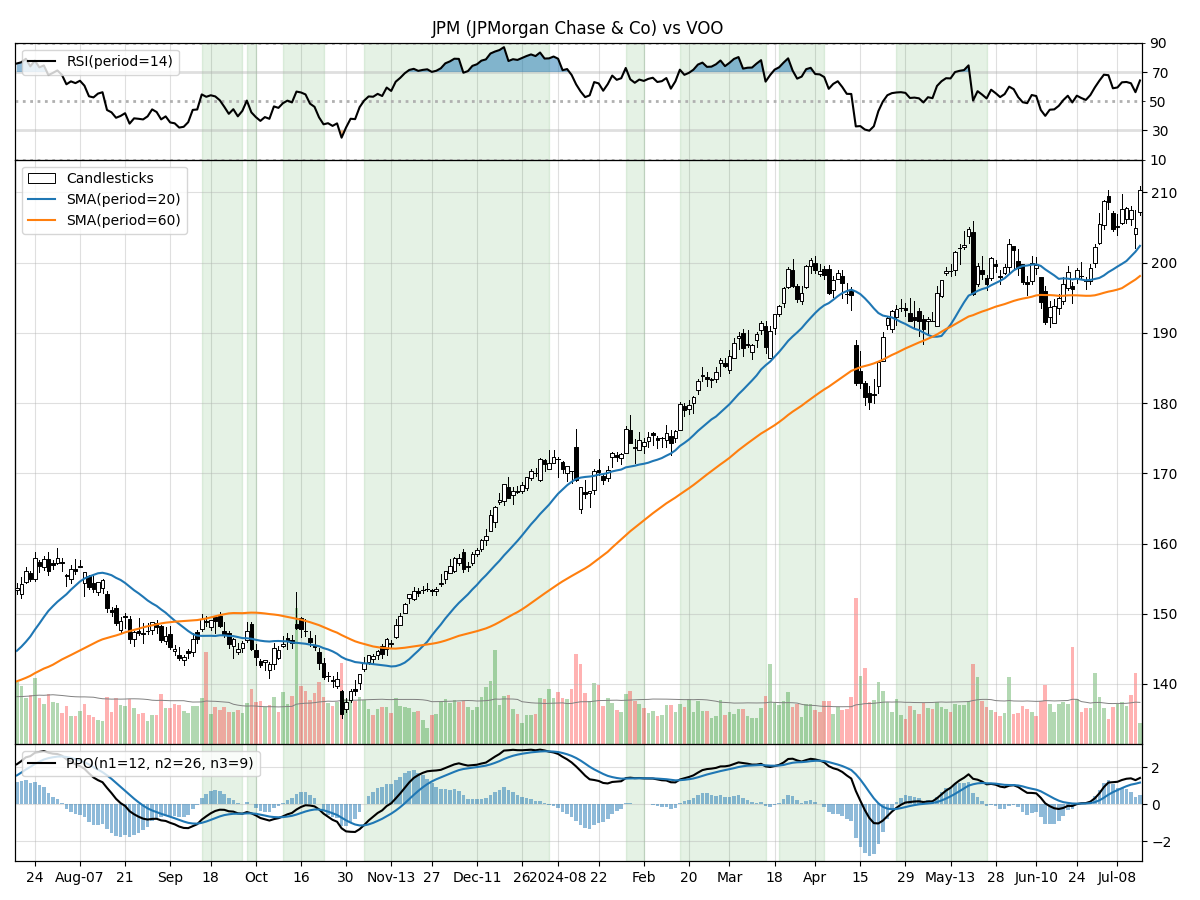 JPM (JPMorgan Chase & Co) vs VOO
RSI(period=14)
90
70
50
30
10
Candlesticks
SMA(period=20)
SMA(period=60)
210
200
190
180
170
160
150
140
PPO(n1=12, n2=26, n3=9)
2
0
−2
24 Aug-07 21 Sep 18 Oct 16 30 Nov-13 27 Dec-11 26 2024-08 22 Feb 20 Mar 18 Apr 15 29 May-13 28 Jun-10 24 Jul-08